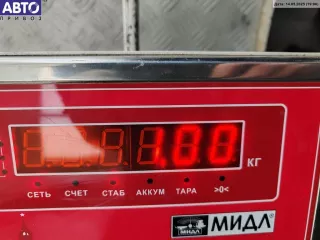 АВТО
ПРИВОЗ
1,00
КГ
СЕТЬ СЧЕТ СТАБ АККУМ ТАРА >0<
МИДЛ